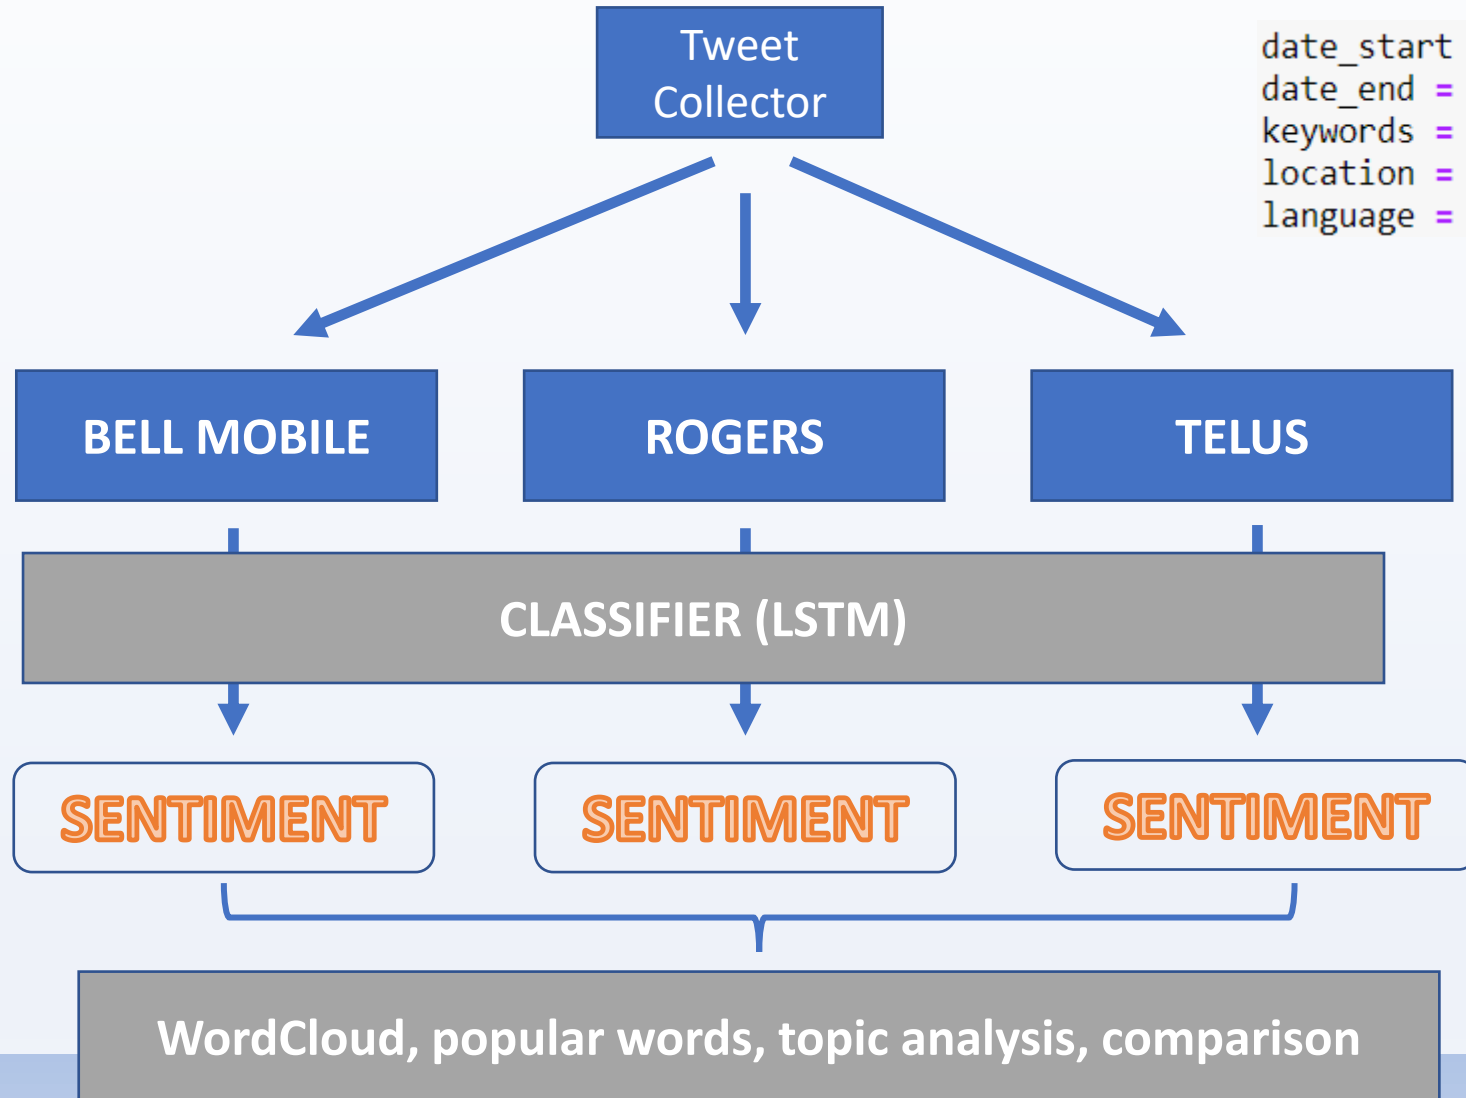 Tweet
Collector
date_start
date_end =
keywords =
location =
language =
BELL MOBILE
ROGERS
TELUS
CLASSIFIER (LSTM)
SENTIMENT
SENTIMENT
SENTIMENT
WordCloud, popular words, topic analysis, comparison